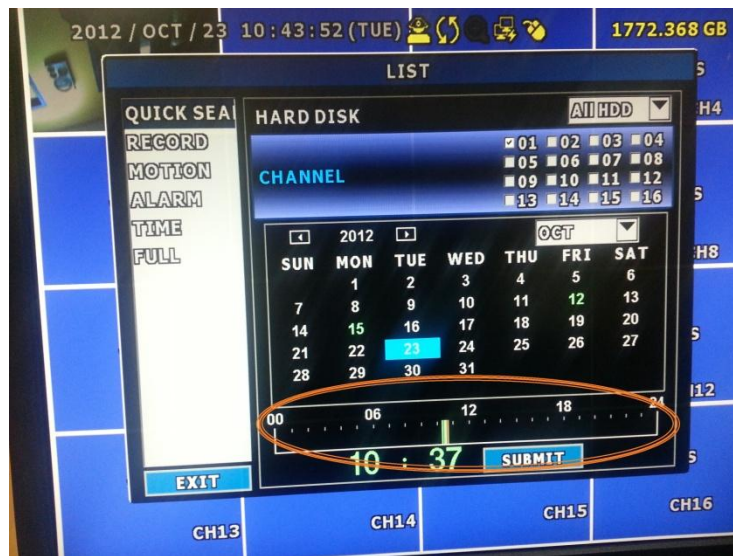 2012 / OCT / 23 10:43:52 (TUE) 1772.368 GB
LIST
QUICK SEA
RECORD
MOTION
ALARM
TIME
FULL
EXIT
HARD DISK All HDD
CHANNEL
01 02 03 04
05 06 07 08
09 10 11 12
13 14 15 16
2012 OCT
SUN MON TUE WED THU FRI SAT
1 2 3 4 5 6
7 8 9 10 11 12 13
14 15 16 17 18 19 20
21 22 23 24 25 26 27
28 29 30 31
00 06 12 18 24
10 : 37 SUBMIT
S
H4
S
H8
S
H12
S
CH13 CH14 CH15 CH16